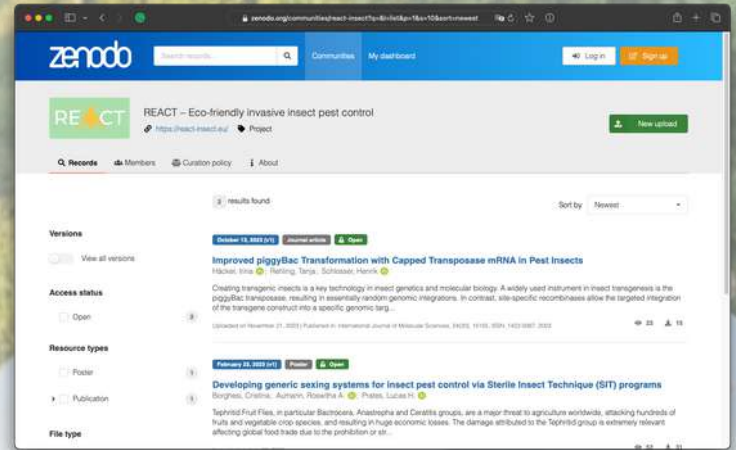 zenodo.org/communities/react-insect?q=&l=list&p=1&s=10&sort=newest
zenodo
Search records...
Communities
My dashboard
Log in
Sign up
REACT
REACT – Eco-friendly invasive insect pest control
https://react-insect.eu/
Project
New upload
Records
Members
Curation policy
About
2 results found
Sort by
Newest
Versions
View all versions
Access status
Open
2
Resource types
Poster
1
Publication
1
File type
October 13, 2023 (v1)
Journal article
Open
Improved piggyBac Transformation with Capped Transposase mRNA in Pest Insects
Häcker, Irina; Rehling, Tanja; Schlosser, Henrik
Creating transgenic insects is a key technology in insect genetics and molecular biology. A widely used instrument in insect transgenesis is the
piggyBac transposase, resulting in essentially random genomic integrations. In contrast, site-specific recombinases allow the targeted integration
of the transgene construct into a specific genomic targ...
Uploaded on November 21, 2023 | Published in: International Journal of Molecular Sciences, 2023
23
15
February 23, 2023 (v1)
Poster
Open
Developing generic sexing systems for insect pest control via Sterile Insect Technique (SIT) programs
Borghesi, Cristina; Aumann, Roswitha A.; Prates, Lucas H.
Tephritid Fruit Flies, in particular Bactrocera, Anastrepha and Ceratitis groups, are a major threat to agriculture worldwide, attacking hundreds of
fruits and vegetable crop species, and resulting in huge economic losses. The damage attributed to the Tephritid group is extremely relevant
affecting global food trade due to the prohibition or str...